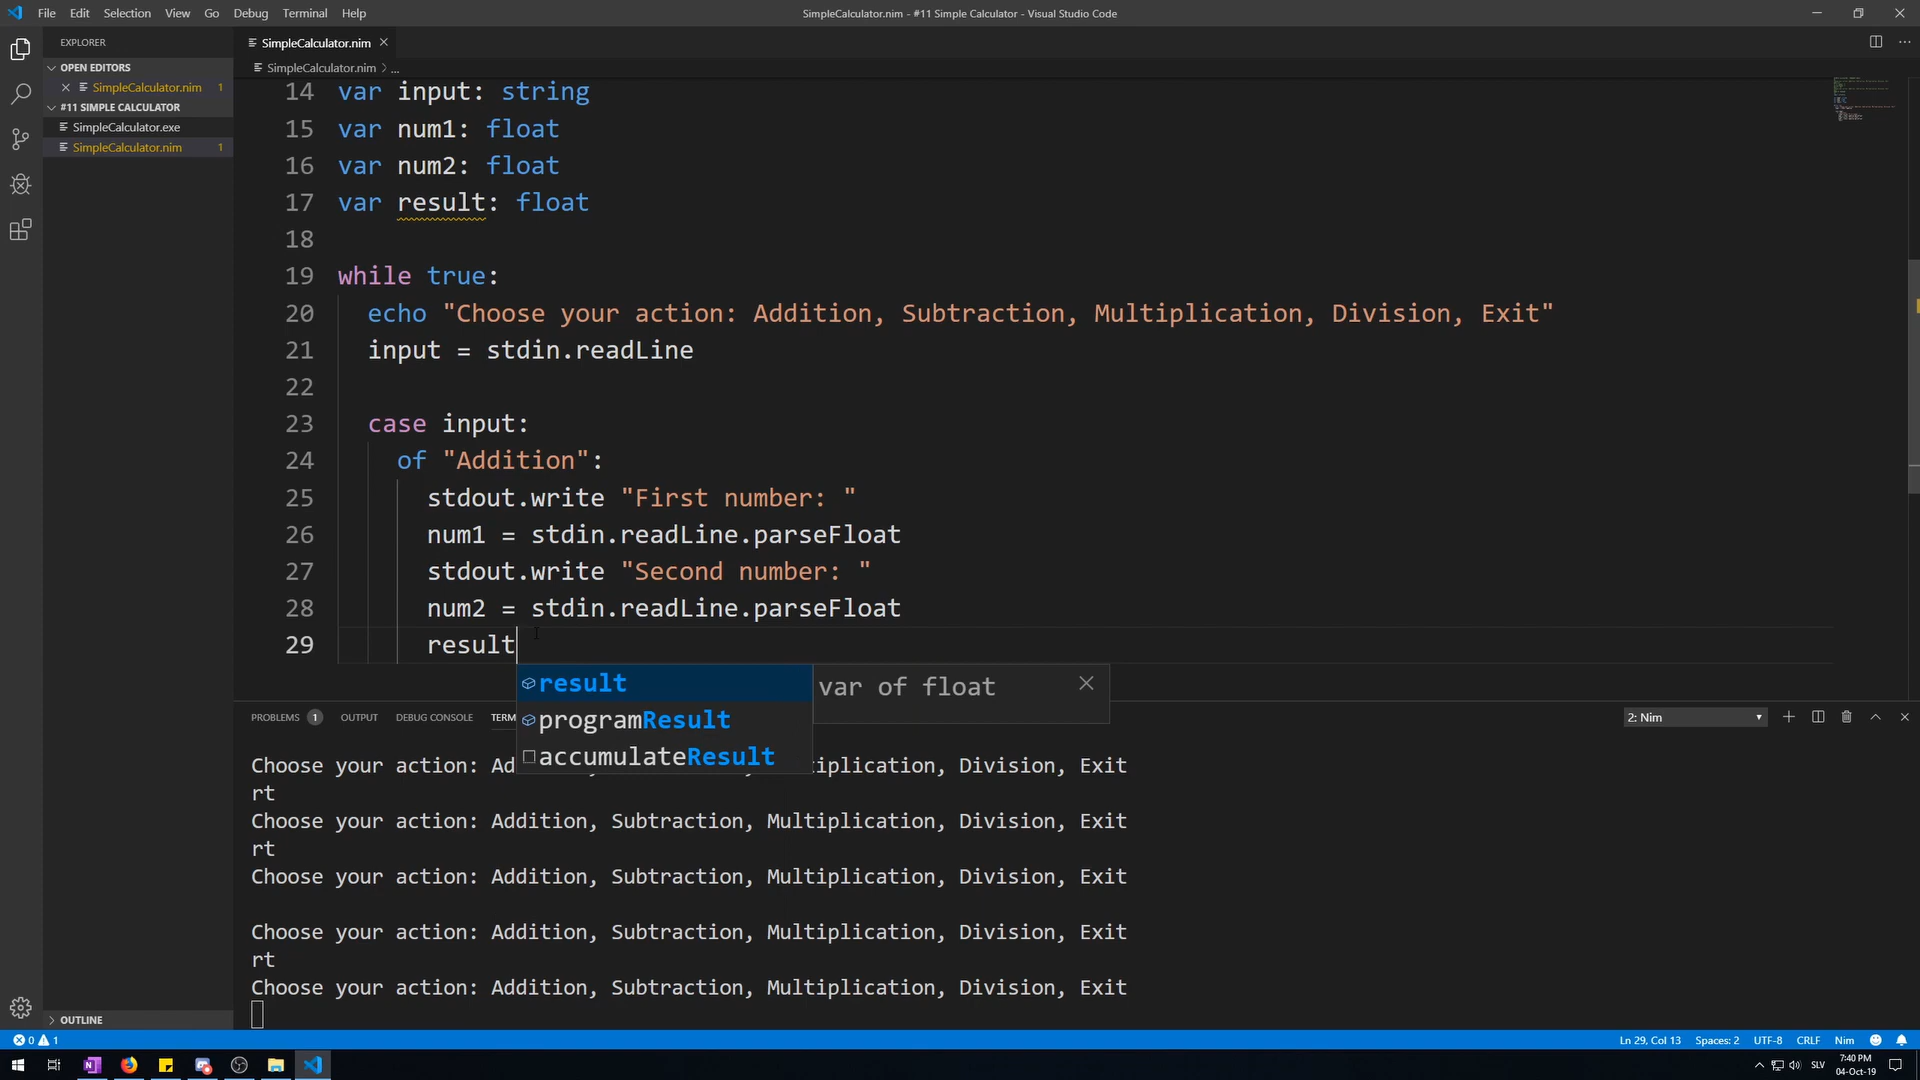 File Edit Selection View Go Debug Terminal Help
SimpleCalculator.nim - #11 Simple Calculator - Visual Studio Code
EXPLORER
OPEN EDITORS
SimpleCalculator.nim 1
#11 SIMPLE CALCULATOR
SimpleCalculator.exe
SimpleCalculator.nim 1
OUTLINE
SimpleCalculator.nim
SimpleCalculator.nim > ...
14 var input: string
15 var num1: float
16 var num2: float
17 var result: float
18
19 while true:
20 echo "Choose your action: Addition, Subtraction, Multiplication, Division, Exit"
21 input = stdin.readLine
22
23 case input:
24 of "Addition":
25 stdout.write "First number: "
26 num1 = stdin.readLine.parseFloat
27 stdout.write "Second number: "
28 num2 = stdin.readLine.parseFloat
29 result
result
var of float
programResult
accumulateResult
PROBLEMS 1 OUTPUT DEBUG CONSOLE TERM
2: Nim
Choose your action: Ad iplication, Division, Exit
rt
Choose your action: Addition, Subtraction, Multiplication, Division, Exit
rt
Choose your action: Addition, Subtraction, Multiplication, Division, Exit
Choose your action: Addition, Subtraction, Multiplication, Division, Exit
rt
Choose your action: Addition, Subtraction, Multiplication, Division, Exit
0 1
Ln 29, Col 13 Spaces: 2 UTF-8 CRLF Nim
SLV
7:40 PM
04-Oct-19